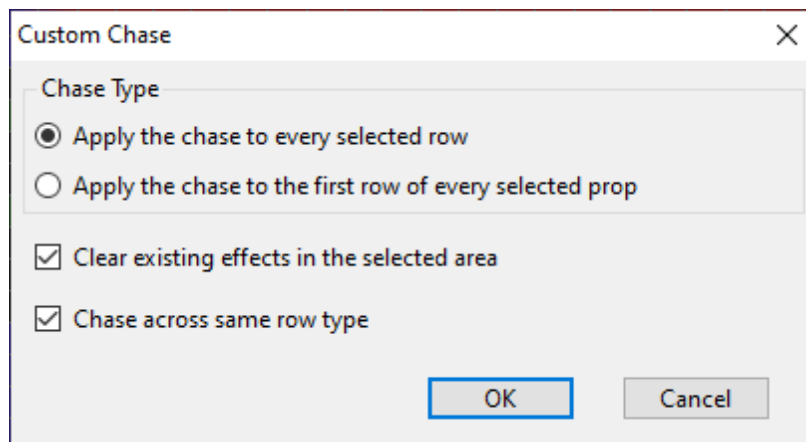 Custom Chase
Chase Type
Apply the chase to every selected row
Apply the chase to the first row of every selected prop
Clear existing effects in the selected area
Chase across same row type
OK Cancel